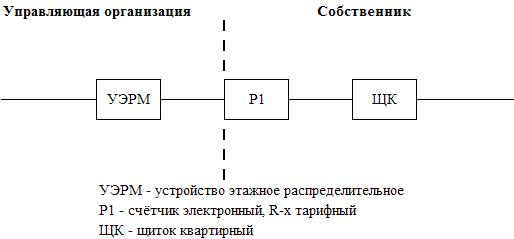 Управляющая организация
Собственник
УЭРМ
Р1
ЩК
УЭРМ - устройство этажное распределительное
Р1 - счётчик электронный, R-х тарифный
ЩК - щиток квартирный